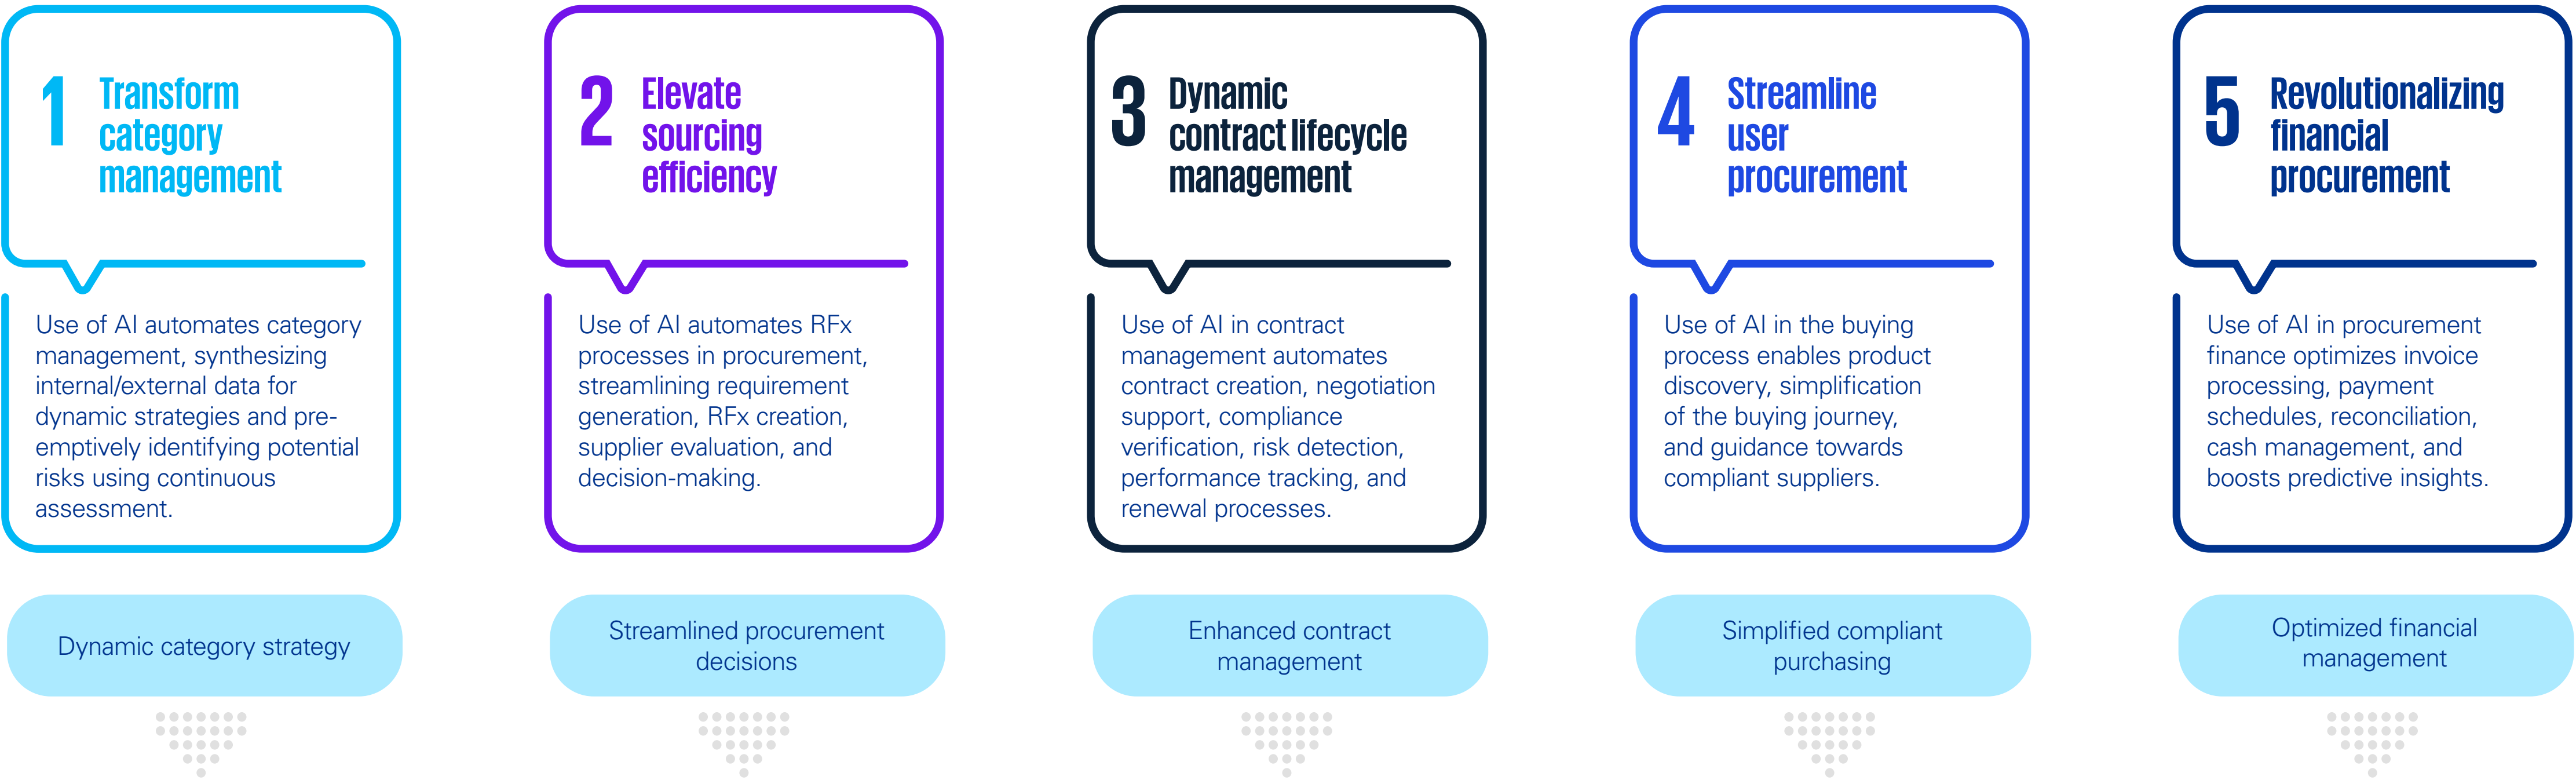 1
Transform
category
management
Use of AI automates category
management, synthesizing
internal/external data for
dynamic strategies and pre-
emptively identifying potential
risks using continuous
assessment.
Dynamic category strategy
2
Elevate
sourcing
efficiency
Use of AI automates RFx
processes in procurement,
streamlining requirement
generation, RFx creation,
supplier evaluation, and
decision-making.
Streamlined procurement
decisions
3
Dynamic
contract lifecycle
management
Use of AI in contract
management automates
contract creation, negotiation
support, compliance
verification, risk detection,
performance tracking, and
renewal processes.
Enhanced contract
management
4
Streamline
user
procurement
Use of AI in the buying
process enables product
discovery, simplification
of the buying journey,
and guidance towards
compliant suppliers.
Simplified compliant
purchasing
5
Revolutionalizing
financial
procurement
Use of AI in procurement
finance optimizes invoice
processing, payment
schedules, reconciliation,
cash management, and
boosts predictive insights.
Optimized financial
management